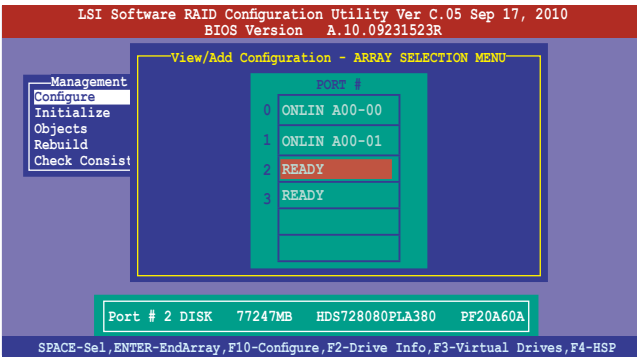 LSI Software RAID Configuration Utility Ver C.05 Sep 17, 2010
BIOS Version A.10.09231523R
View/Add Configuration - ARRAY SELECTION MENU
Management
Configure
Initialize
Objects
Rebuild
Check Consist
PORT #
0 ONLIN A00-00
1 ONLIN A00-01
2 READY
3 READY
Port # 2 DISK 77247MB HDS728080PLA380 PF20A60A
SPACE-Sel,ENTER-EndArray,F10-Configure,F2-Drive Info,F3-Virtual Drives,F4-HSP